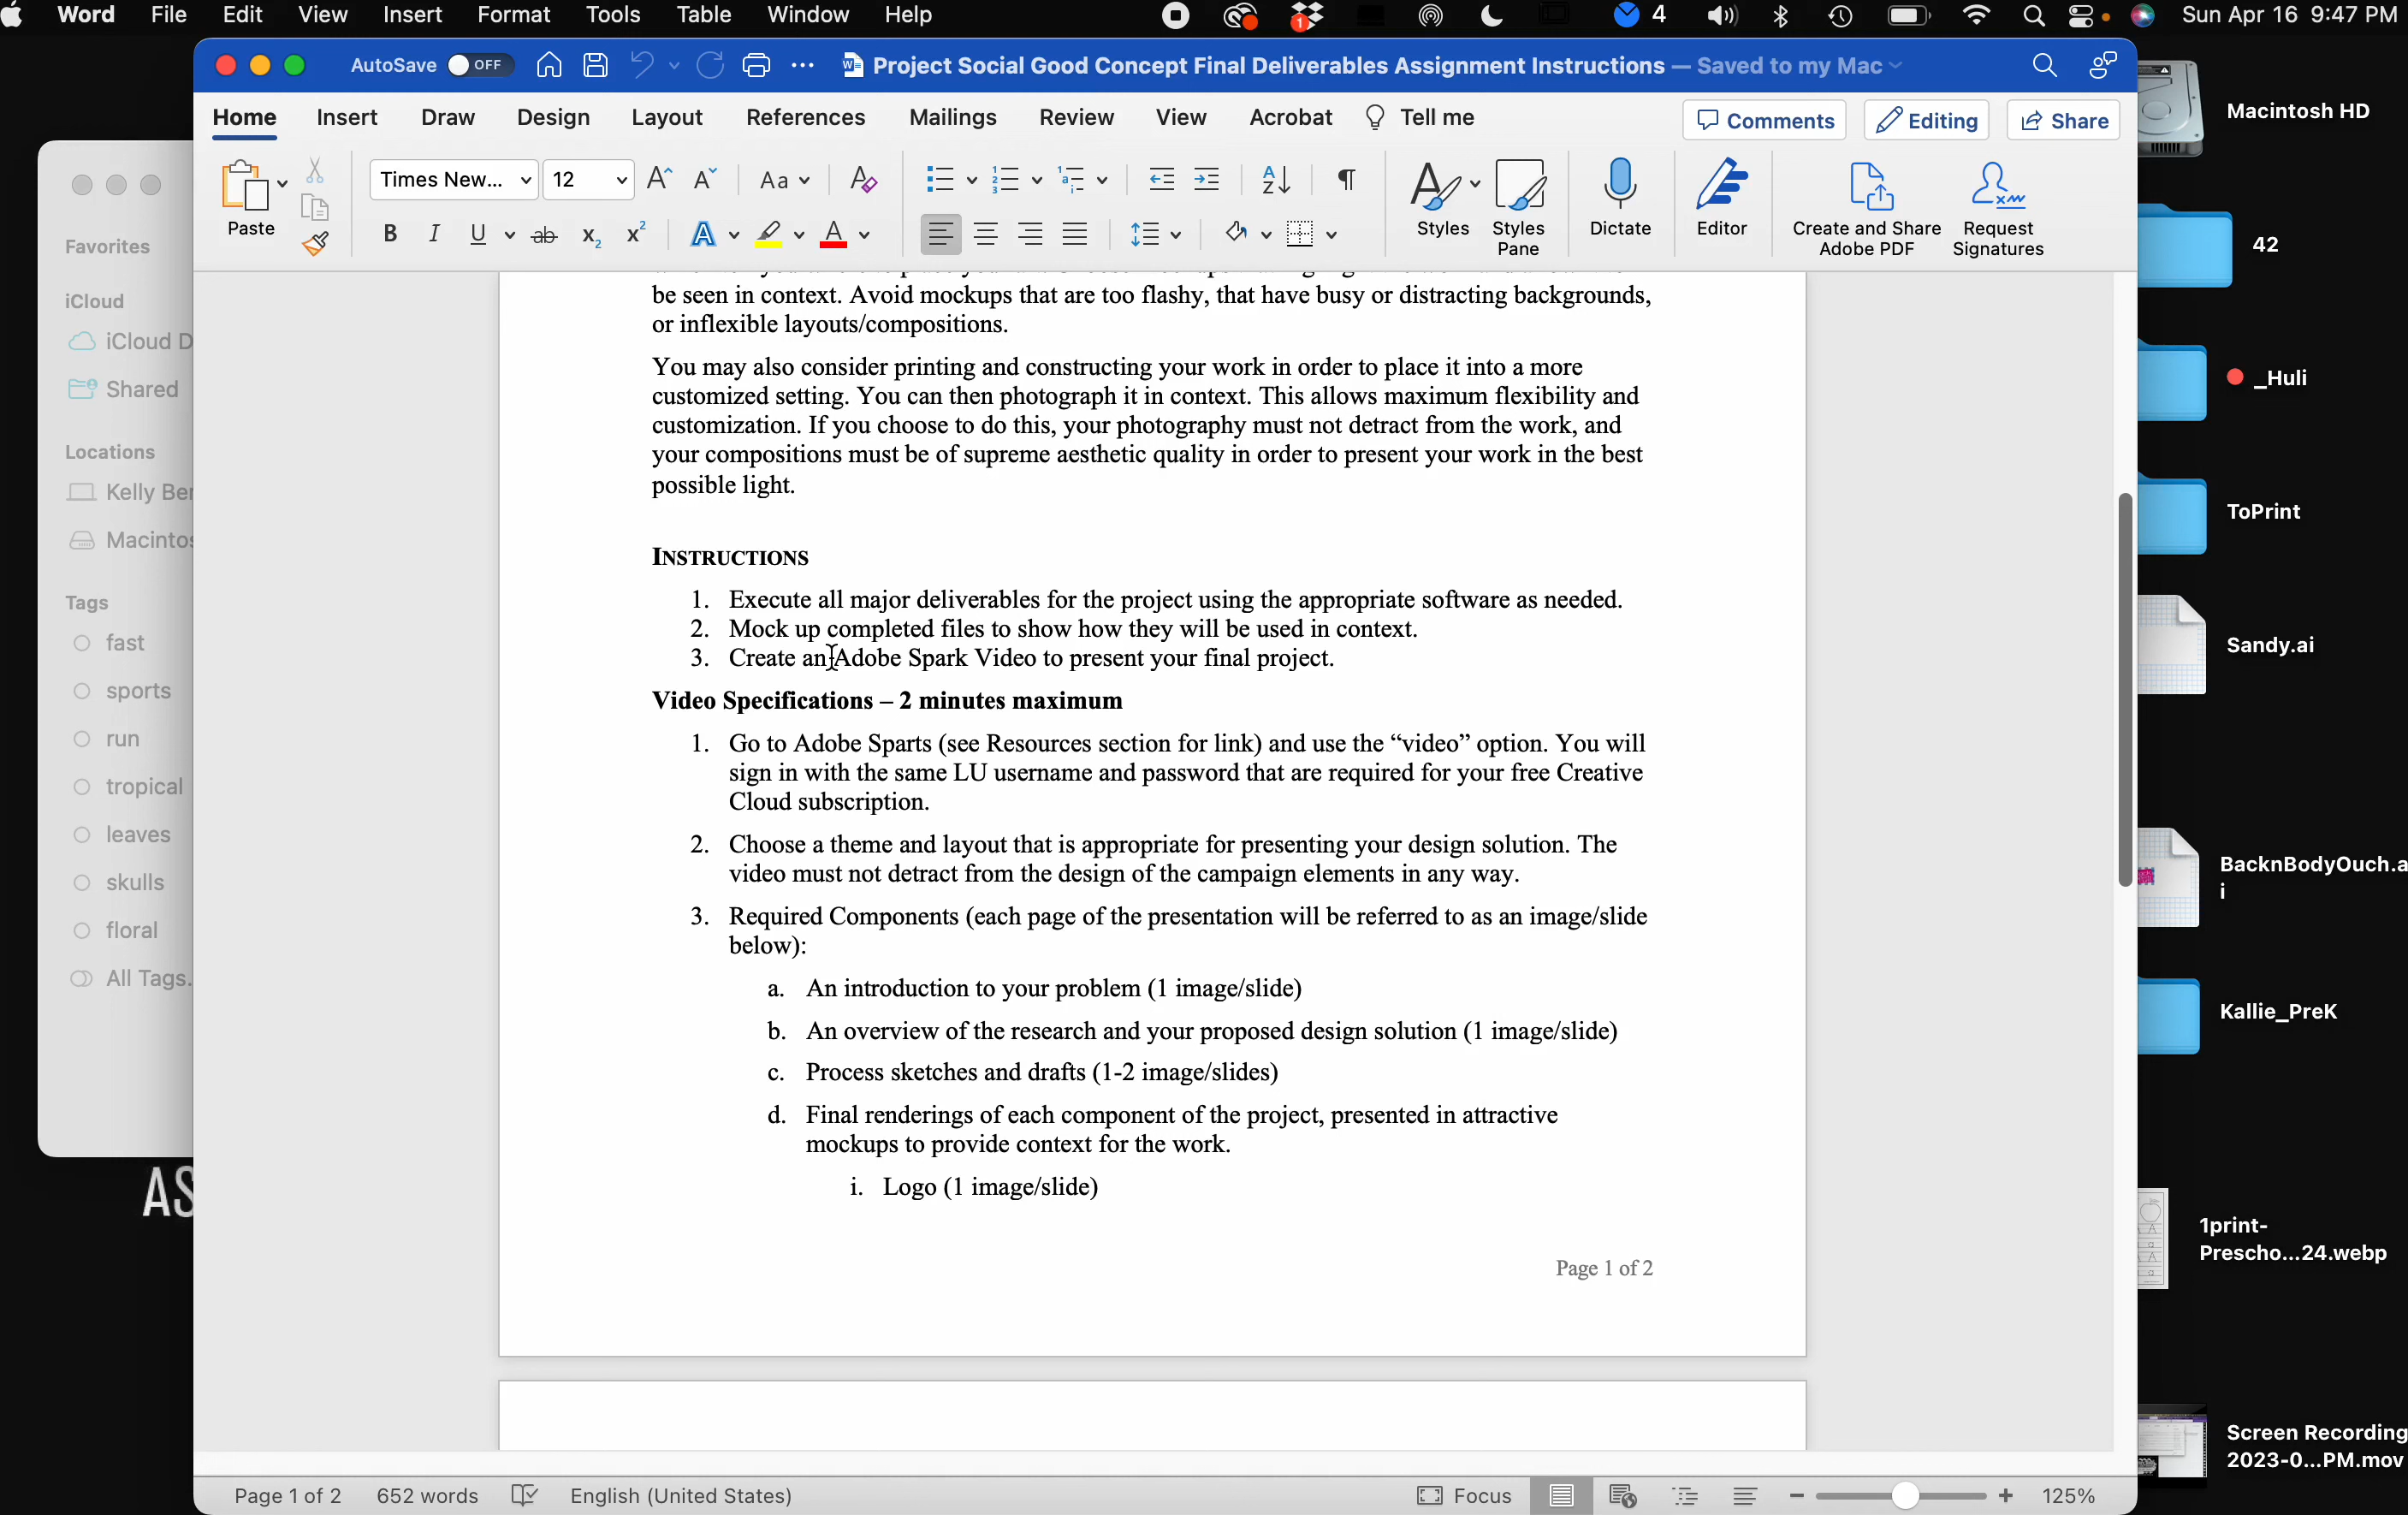 Word File Edit View Insert Format Tools Table Window Help 1 4 Sun Apr 16 9:47 PM
AutoSave OFF Project Social Good Concept Final Deliverables Assignment Instructions — Saved to my Mac
Home Insert Draw Design Layout References Mailings Review View Acrobat Tell me Comments Editing Share
Paste Times New... 12 Aa
Styles Styles Pane Dictate Editor Create and Share Adobe PDF Request Signatures
Favorites
iCloud
iCloud D
Shared
Locations
Kelly Ber
Macintos
Tags
fast
sports
run
tropical
leaves
skulls
floral
All Tags.
AS
be seen in context. Avoid mockups that are too flashy, that have busy or distracting backgrounds,
or inflexible layouts/compositions.
You may also consider printing and constructing your work in order to place it into a more
customized setting. You can then photograph it in context. This allows maximum flexibility and
customization. If you choose to do this, your photography must not detract from the work, and
your compositions must be of supreme aesthetic quality in order to present your work in the best
possible light.
INSTRUCTIONS
1. Execute all major deliverables for the project using the appropriate software as needed.
2. Mock up completed files to show how they will be used in context.
3. Create an Adobe Spark Video to present your final project.
Video Specifications – 2 minutes maximum
1. Go to Adobe Sparts (see Resources section for link) and use the “video” option. You will
sign in with the same LU username and password that are required for your free Creative
Cloud subscription.
2. Choose a theme and layout that is appropriate for presenting your design solution. The
video must not detract from the design of the campaign elements in any way.
3. Required Components (each page of the presentation will be referred to as an image/slide
below):
a. An introduction to your problem (1 image/slide)
b. An overview of the research and your proposed design solution (1 image/slide)
c. Process sketches and drafts (1-2 image/slides)
d. Final renderings of each component of the project, presented in attractive
mockups to provide context for the work.
i. Logo (1 image/slide)
Page 1 of 2
Macintosh HD
42
_Huli
ToPrint
Sandy.ai
BacknBodyOuch.a
i
Kallie_PreK
1print-
Prescho...24.webp
Screen Recording
2023-0...PM.mov
Page 1 of 2 652 words English (United States) Focus 125%